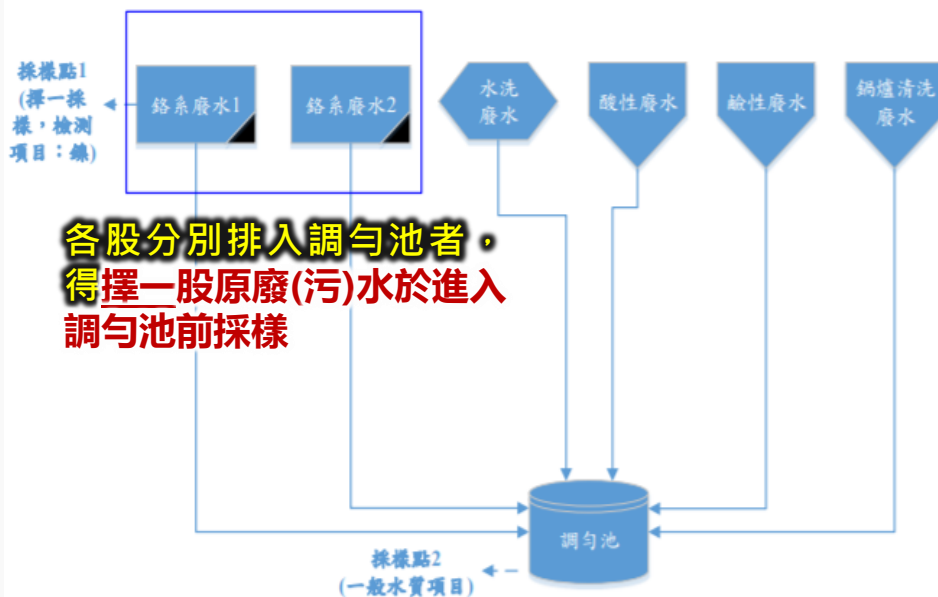 採樣點1
(擇一採
樣，檢測
項目：鎳)
鉻系廢水1
鉻系廢水2
水洗
廢水
酸性廢水
鹼性廢水
鍋爐清洗
廢水
各股分別排入調勻池者，
得擇一股原廢(污)水於進入
調勻池前採樣
調勻池
採樣點2
(一般水質項目)